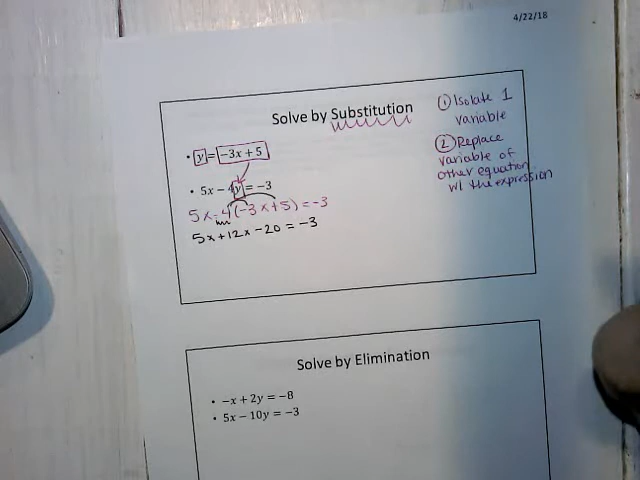 4/22/18
Solve by Substitution
① Isolate 1
variable
② Replace
variable of
other equation
w/ the expression
• y = -3x + 5
• 5x - 4y = -3
5x - 4(-3x + 5) = -3
5x + 12x - 20 = -3
Solve by Elimination
• -x + 2y = -8
• 5x - 10y = -3